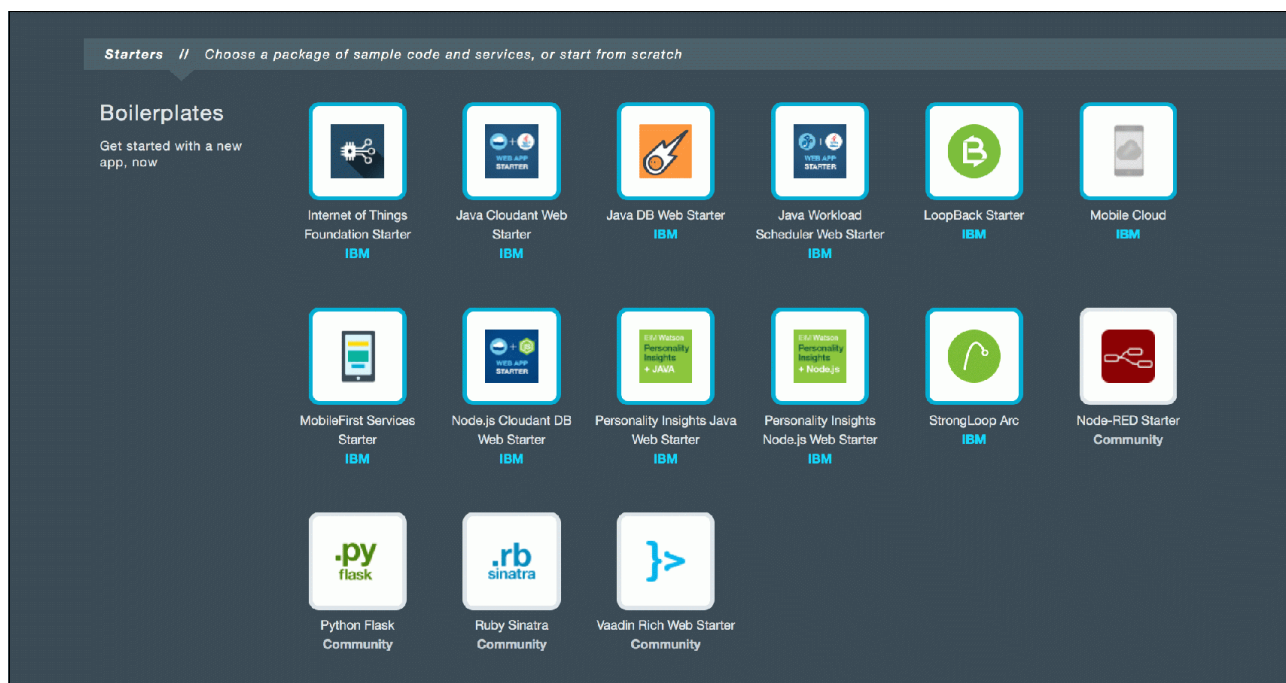 Starters // Choose a package of sample code and services, or start from scratch
Boilerplates
Get started with a new
app, now
WEB APP
STARTER
WEB APP
STARTER
Internet of Things
Foundation Starter
IBM
Java Cloudant Web
Starter
IBM
Java DB Web Starter
IBM
Java Workload
Scheduler Web Starter
IBM
LoopBack Starter
IBM
Mobile Cloud
IBM
WEB APP
STARTER
Watson
Personality
Insights
+ JAVA
Watson
Personality
Insights
+ Node.js
MobileFirst Services
Starter
IBM
Node.js Cloudant DB
Web Starter
IBM
Personality Insights Java
Web Starter
IBM
Personality Insights
Node.js Web Starter
IBM
StrongLoop Arc
IBM
Node-RED Starter
Community
.py
flask
.rb
sinatra
Python Flask
Community
Ruby Sinatra
Community
Vaadin Rich Web Starter
Community